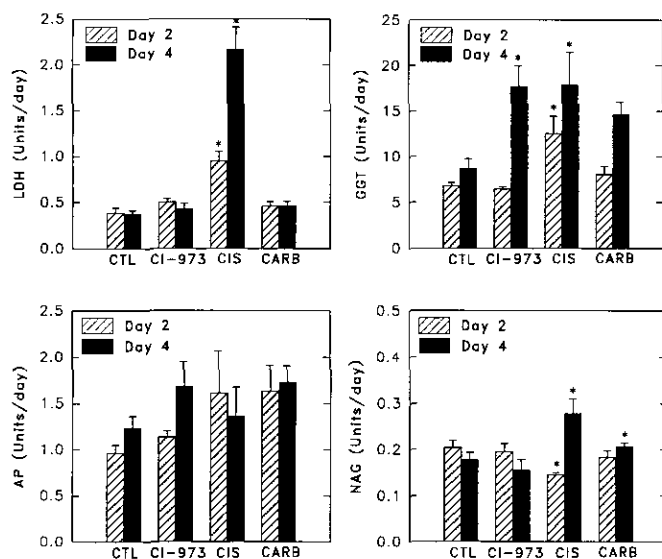 2.5
2.0
1.5
1.0
0.5
0.0
LDH (Units/day)
Day 2
Day 4
*
*
CTL CI-973 CIS CARB
25
20
15
10
5
0
GGT (Units/day)
Day 2
Day 4
*
*
*
CTL CI-973 CIS CARB
2.5
2.0
1.5
1.0
0.5
0.0
AP (Units/day)
Day 2
Day 4
CTL CI-973 CIS CARB
0.5
0.4
0.3
0.2
0.1
0.0
NAG (Units/day)
Day 2
Day 4
*
*
*
CTL CI-973 CIS CARB